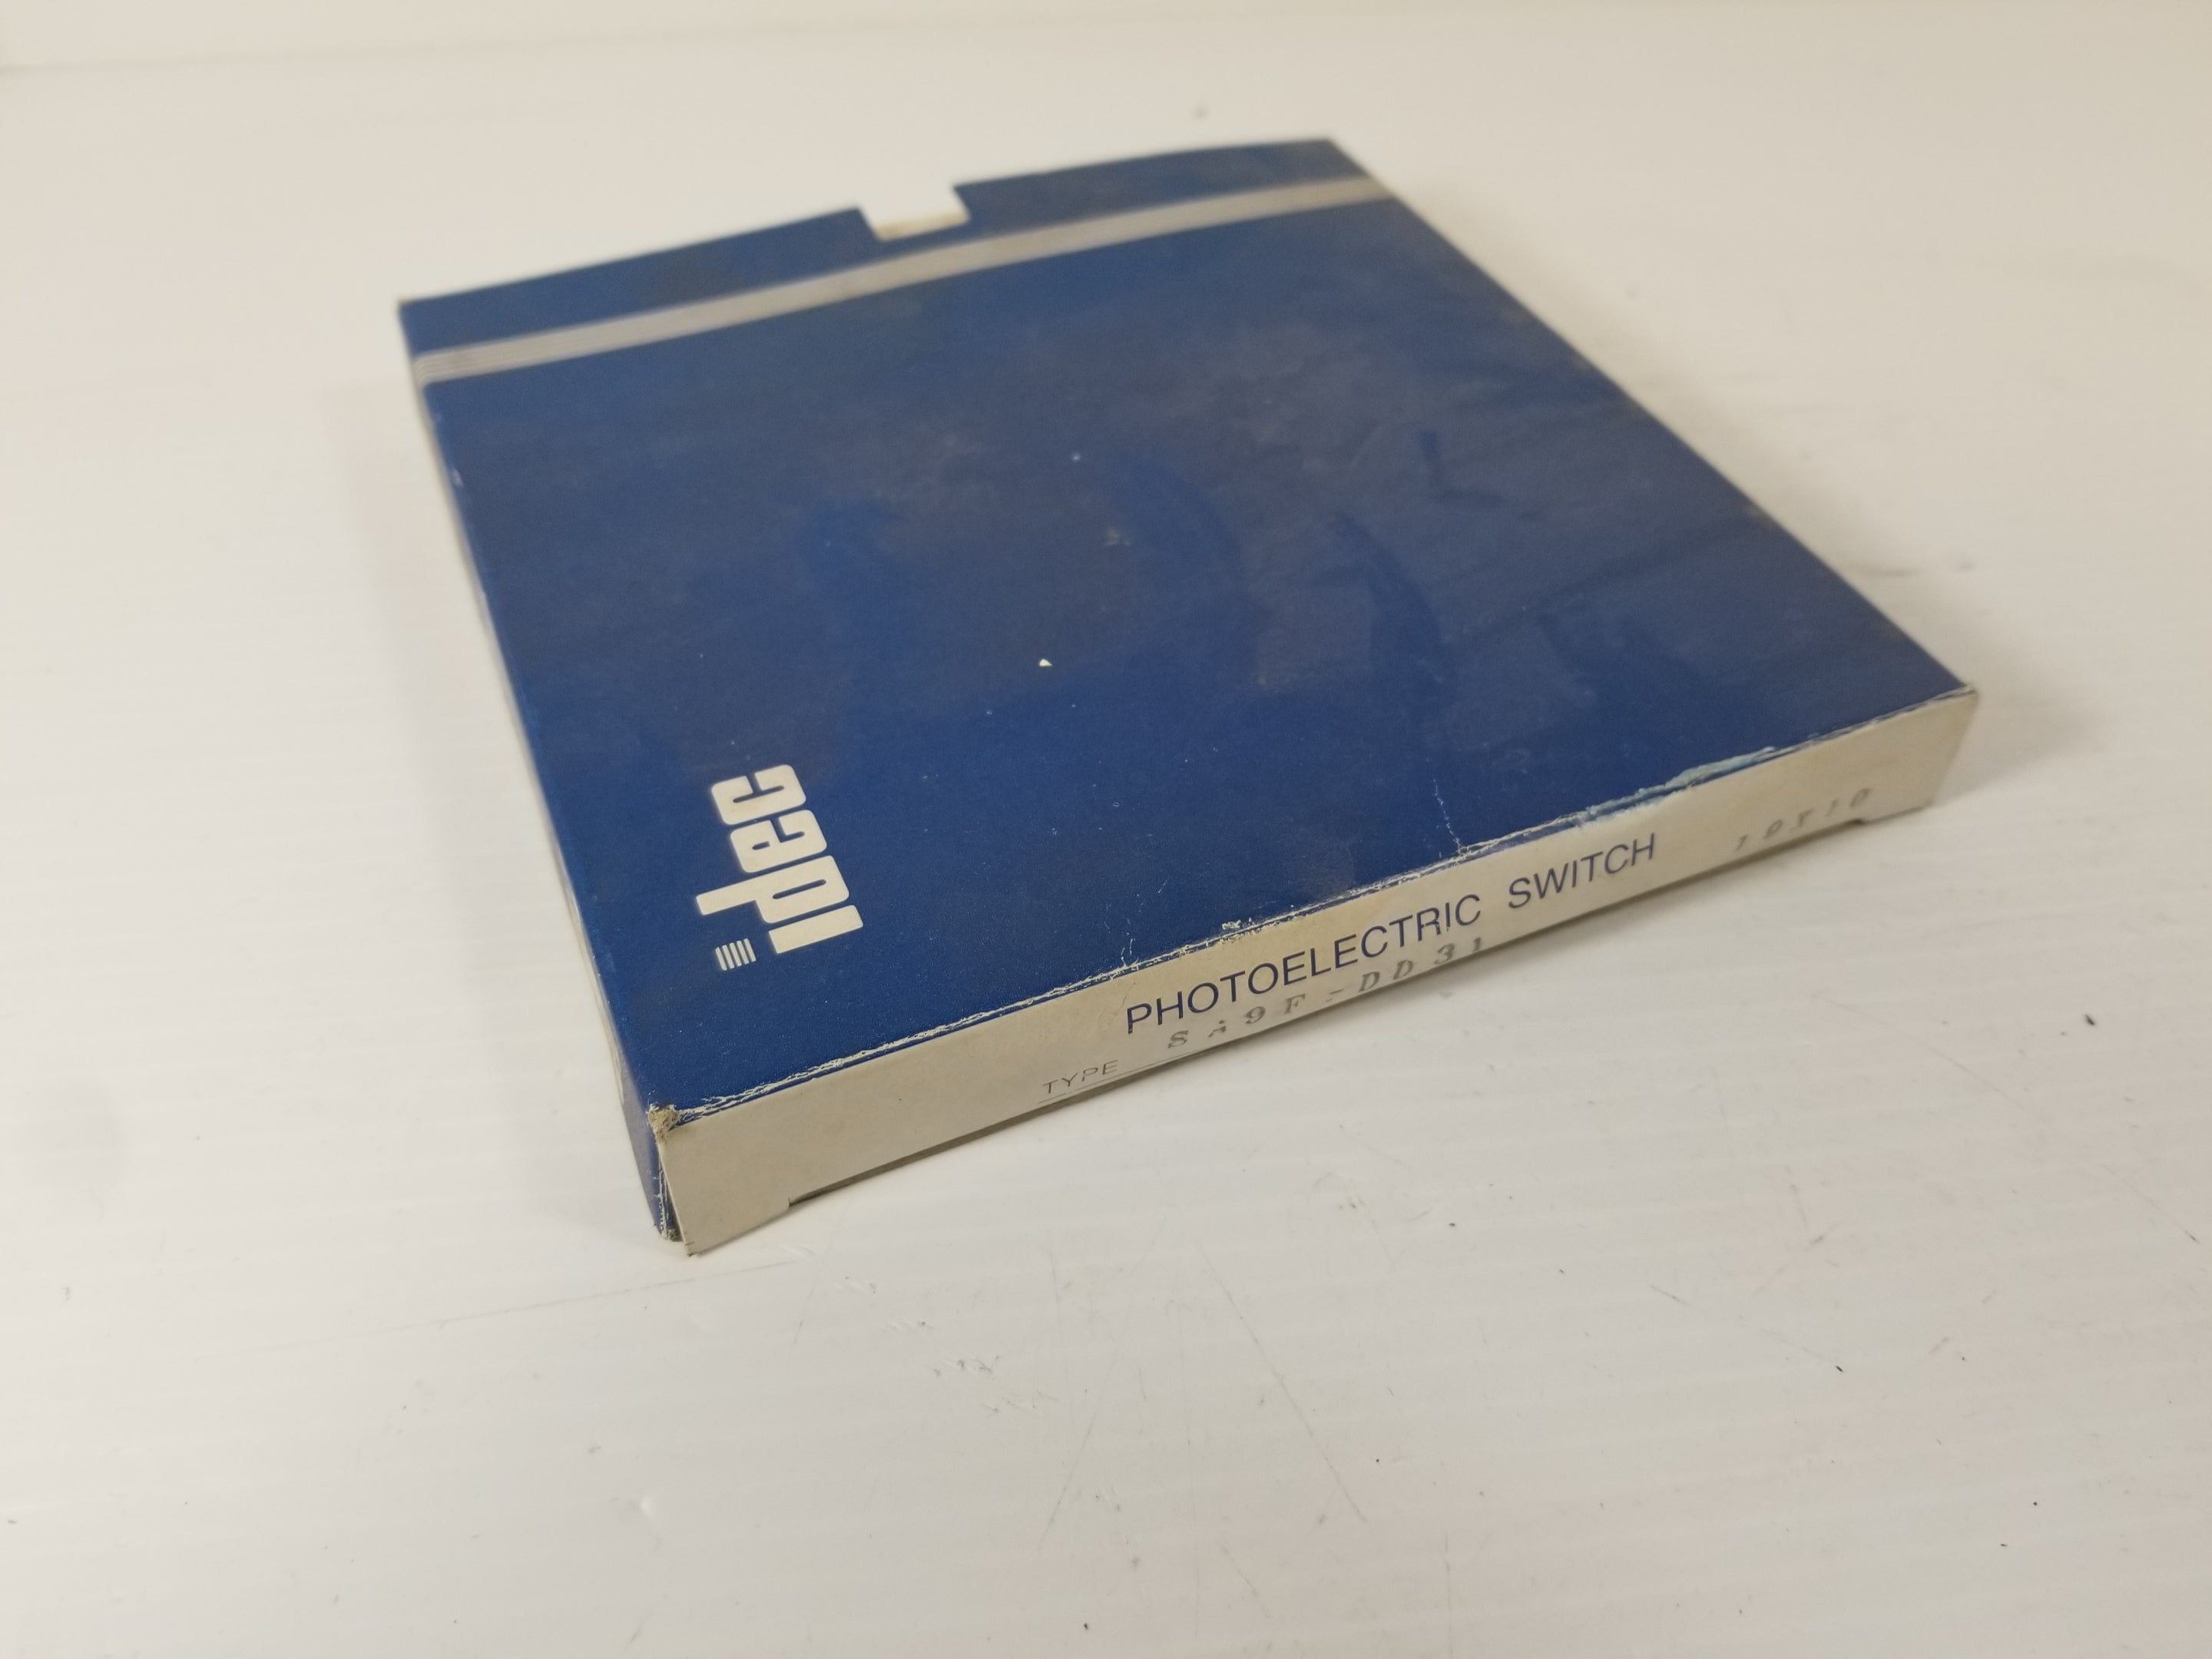 idec
PHOTOELECTRIC SWITCH
TYPE SA9F-DD31